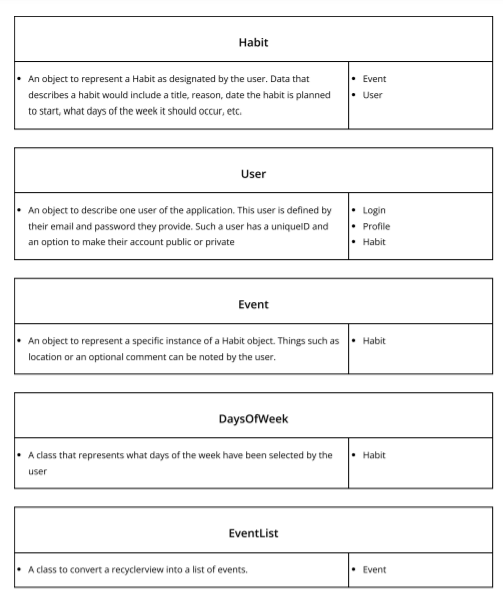 Habit
• An object to represent a Habit as designated by the user. Data that
describes a habit would include a title, reason, date the habit is planned
to start, what days of the week it should occur, etc.
• Event
• User
User
• An object to describe one user of the application. This user is defined by
their email and password they provide. Such a user has a uniqueID and
an option to make their account public or private
• Login
• Profile
• Habit
Event
• An object to represent a specific instance of a Habit object. Things such as
location or an optional comment can be noted by the user.
• Habit
DaysOfWeek
• A class that represents what days of the week have been selected by the
user
• Habit
EventList
• A class to convert a recyclerview into a list of events.
• Event